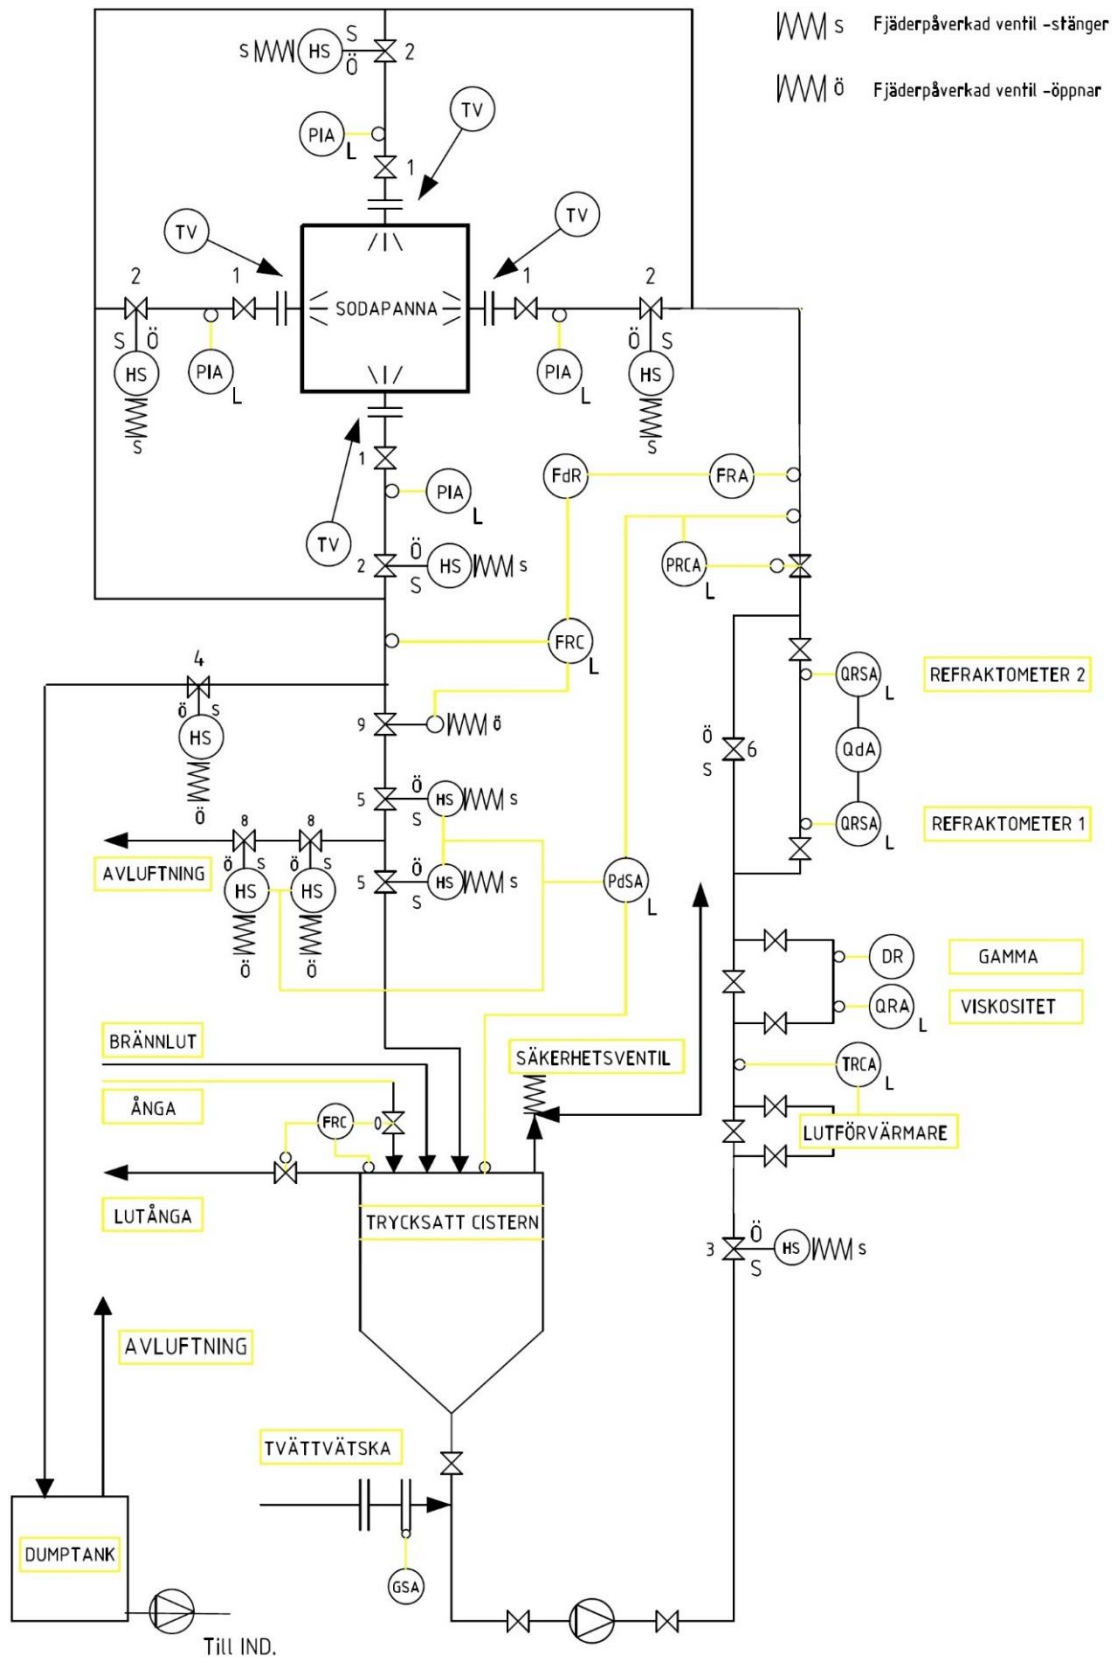 S Fjäderpåverkad ventil -stänger
Ö Fjäderpåverkad ventil -öppnar
S HS S Ö 2
PIA L
TV
1
TV
TV
2 1 SODAPANNA 1 2
S Ö HS S
PIA L
PIA L
Ö S HS S
1
PIA L
TV
2 Ö S HS S
FdR FRA
PRCA L
FRC L
4
Ö S HS Ö
9 Ö
QRSA L REFRAKTOMETER 2
Ö S 6
QdA
5 Ö S HS S
QRSA L REFRAKTOMETER 1
8 8
AVLUFTNING
Ö S HS Ö
Ö S HS Ö
5 Ö S HS S
PdSA L
DR GAMMA
QRA L VISKOSITET
BRÄNNLUT
SÄKERHETSVENTIL
TRCA L
ÅNGA
FRC 0
LUTFÖRVÄRMARE
LUTÅNGA
TRYCKSATT CISTERN
3 Ö S HS S
AVLUFTNING
TVÄTTVÄTSKA
DUMPTANK
GSA
Till IND.